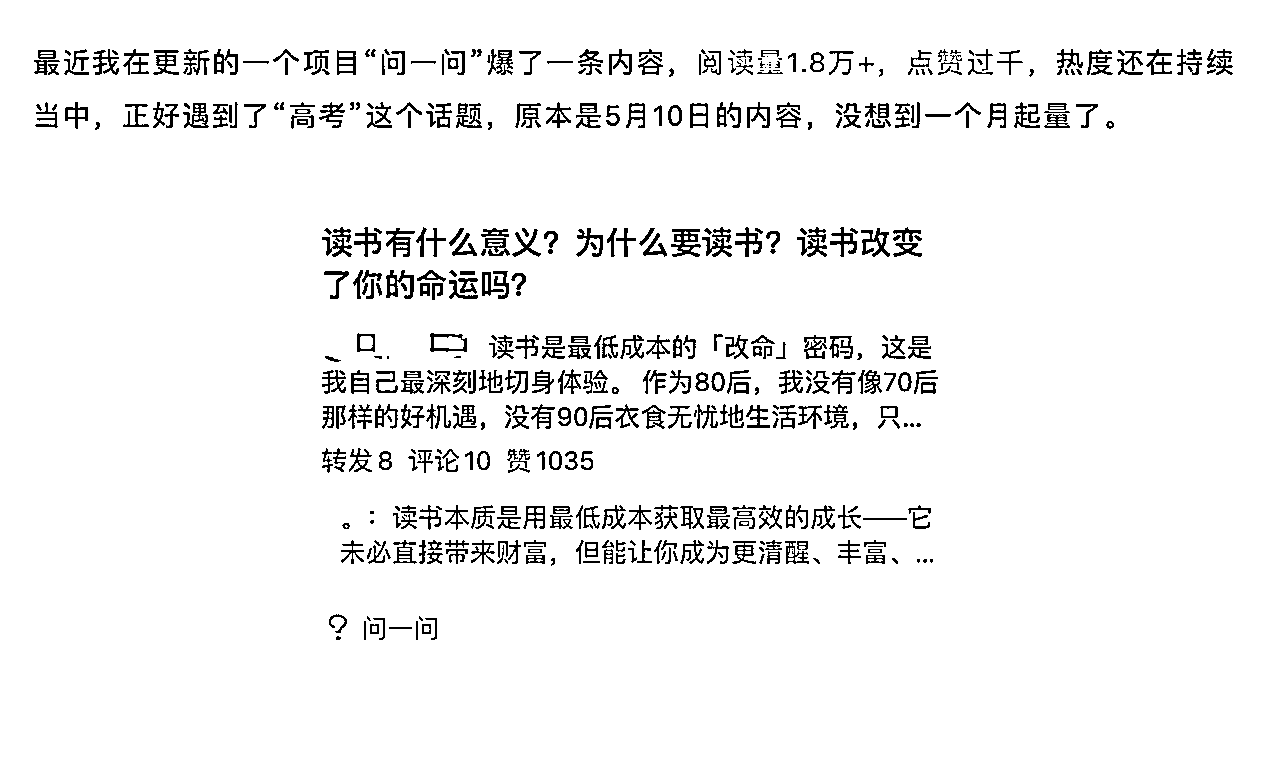 最近我在更新的一个项目“问一问”爆了一条内容，阅读量1.8万+，点赞过千，热度还在持续
当中，正好遇到了“高考”这个话题，原本是5月10日的内容，没想到一个月起量了。
读书有什么意义？为什么要读书？读书改变
了你的命运吗？
读书是最低成本的「改命」密码，这是
我自己最深刻地切身体验。 作为80后，我没有像70后
那样的好机遇，没有90后衣食无忧地生活环境，只...
转发8 评论10 赞1035
。：读书本质是用最低成本获取最高效的成长——它
未必直接带来财富，但能让你成为更清醒、丰富、...
问一问